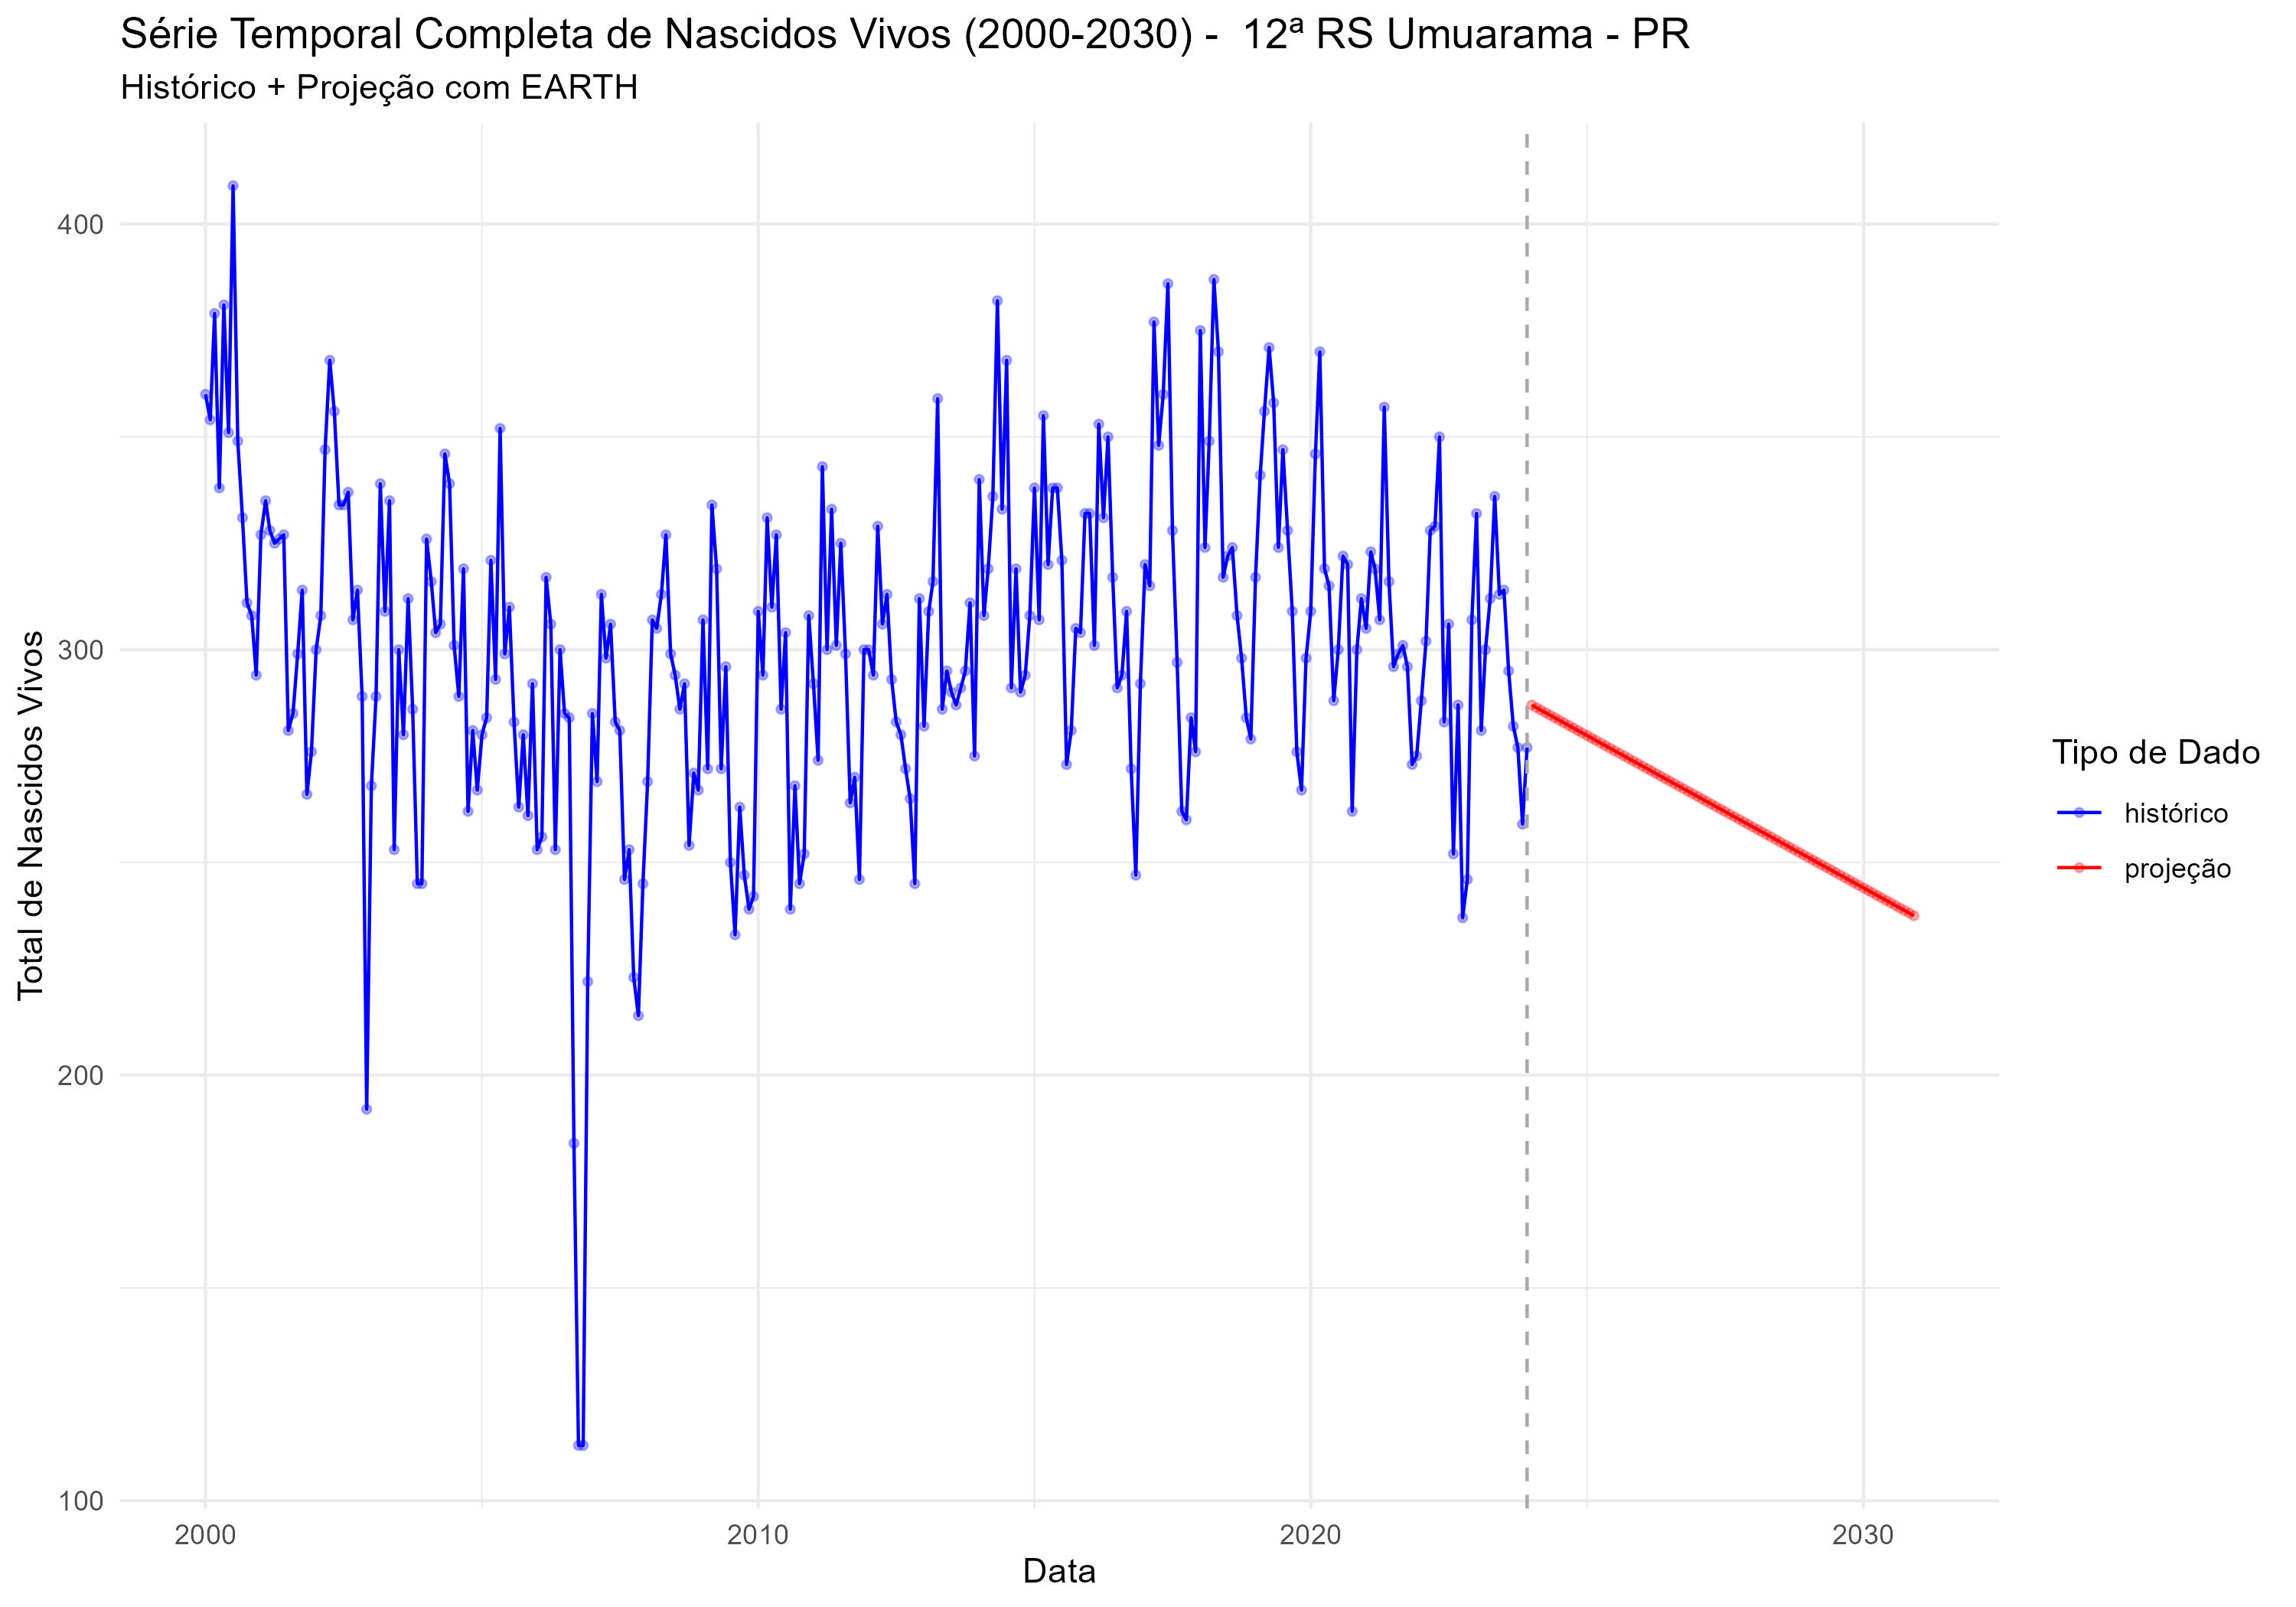 Série Temporal Completa de Nascidos Vivos (2000-2030) -  12ª RS Umuarama - PR
Histórico + Projeção com EARTH
Total de Nascidos Vivos
400
300
200
100
2000
2010
2020
2030
Data
Tipo de Dado
histórico
projeção